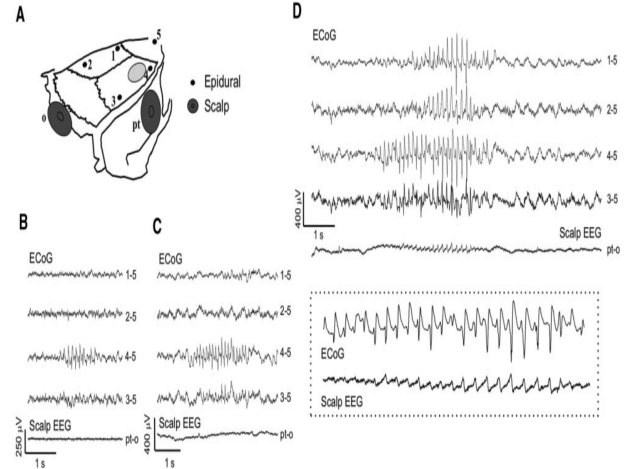 A
5
1
2
4
3
o
pt
Epidural
Scalp
B
ECoG
1-5
2-5
4-5
3-5
Scalp EEG
pt-o
250 µV
1 s
C
ECoG
1-5
2-5
4-5
3-5
Scalp EEG
pt-o
400 µV
1 s
D
ECoG
1-5
2-5
4-5
3-5
400 µV
1 s
Scalp EEG
pt-o
ECoG
Scalp EEG